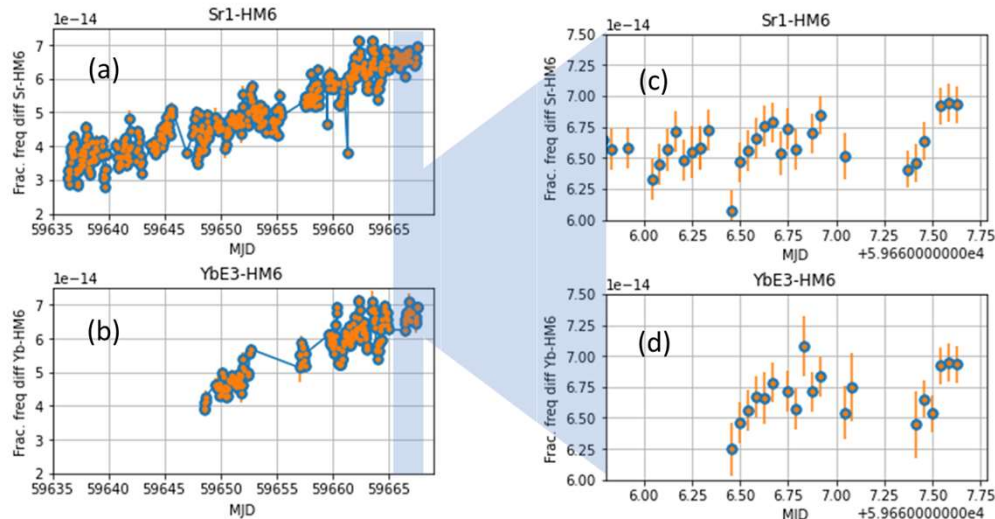 Sr1-HM6
1e−14
Frac. freq diff Sr-HM6
7
6
5
4
3
2
(a)
59635 59640 59645 59650 59655 59660 59665
MJD
YbE3-HM6
1e−14
Frac. freq diff Yb-HM6
7
6
5
4
3
2
(b)
59635 59640 59645 59650 59655 59660 59665
MJD
Sr1-HM6
1e−14
Frac. freq diff Sr-HM6
7.50
7.25
7.00
6.75
6.50
6.25
6.00
(c)
6.00 6.25 6.50 6.75 7.00 7.25 7.50 7.75
MJD
+5.9660000000e4
YbE3-HM6
1e−14
Frac. freq diff Yb-HM6
7.50
7.25
7.00
6.75
6.50
6.25
6.00
(d)
6.00 6.25 6.50 6.75 7.00 7.25 7.50 7.75
MJD
+5.9660000000e4